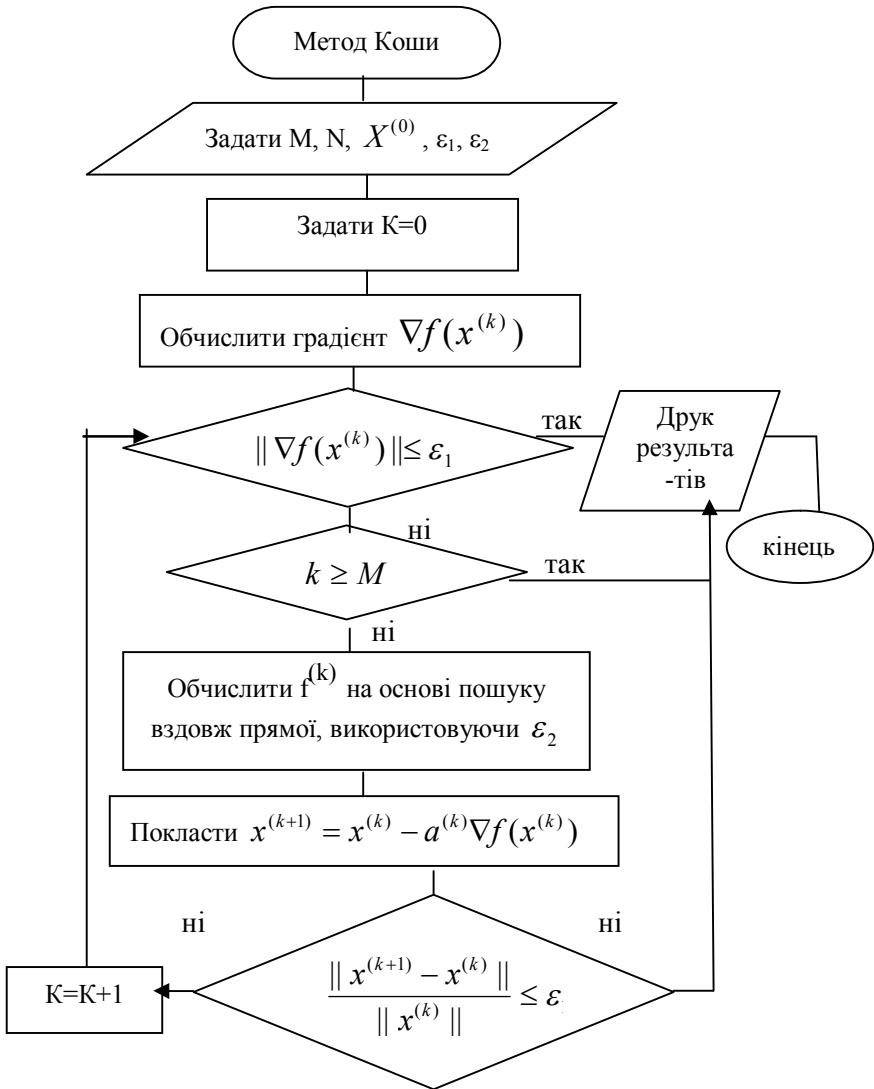 Метод Коши
Задати M, N, X^(0) , ε₁, ε₂
Задати К=0
Обчислити градієнт ∇f(x^(k))
|| ∇f(x^(k)) ||≤ ε₁
так
Друк
результа
-тів
ні
кінець
k ≥ M
так
ні
Обчислити f^(k) на основі пошуку
вздовж прямої, використовуючи ε₂
Покласти x^(k+1) = x^(k) − a^(k)∇f(x^(k))
ні
ні
|| x^(k+1) − x^(k) ||
|| x^(k) ||
≤ ε
К=К+1